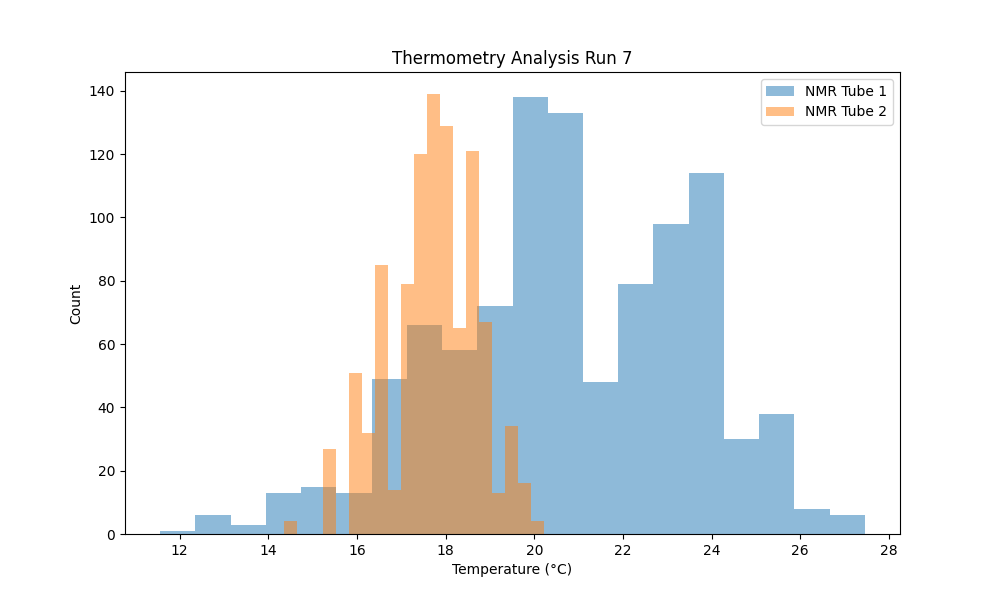 Thermometry Analysis Run 7
NMR Tube 1
NMR Tube 2
140
120
100
80
60
40
20
0
Count
12 14 16 18 20 22 24 26 28
Temperature (°C)